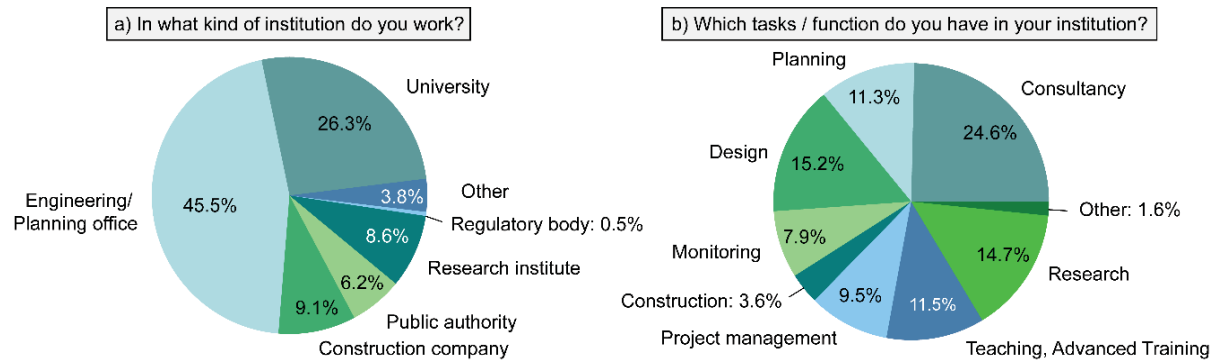 a) In what kind of institution do you work?
University
26.3%
Other
3.8%
Regulatory body: 0.5%
8.6%
Research institute
6.2%
Public authority
9.1%
Construction company
Engineering/
Planning office
45.5%
b) Which tasks / function do you have in your institution?
Planning
11.3%
Consultancy
24.6%
Design
15.2%
Other: 1.6%
Monitoring
7.9%
14.7%
Research
Construction: 3.6%
9.5%
Project management
11.5%
Teaching, Advanced Training